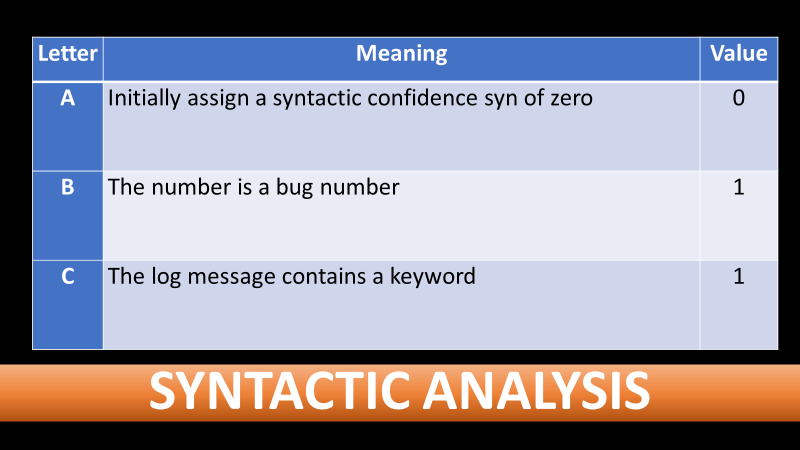 Letter Meaning Value
A Initially assign a syntactic confidence syn of zero 0
B The number is a bug number 1
C The log message contains a keyword 1
SYNTACTIC ANALYSIS